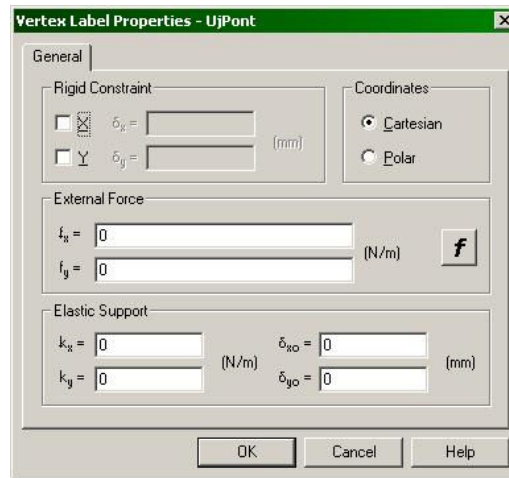 Vertex Label Properties - UjPont
General
Rigid Constraint
X δx =
Y δy =
(mm)
Coordinates
Cartesian
Polar
External Force
fx = 0
fy = 0
(N/m)
f
Elastic Support
kx = 0
ky = 0
(N/m)
δxo = 0
δyo = 0
(mm)
OK Cancel Help